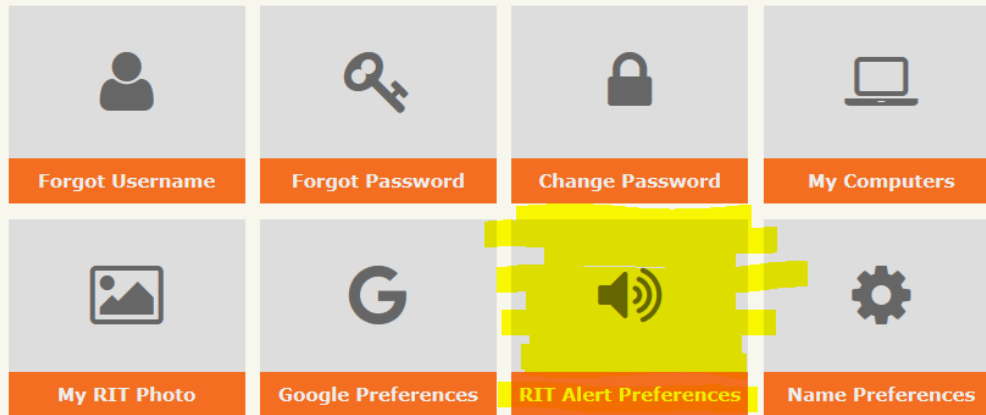 Forgot Username
Forgot Password
Change Password
My Computers
My RIT Photo
Google Preferences
RIT Alert Preferences
Name Preferences